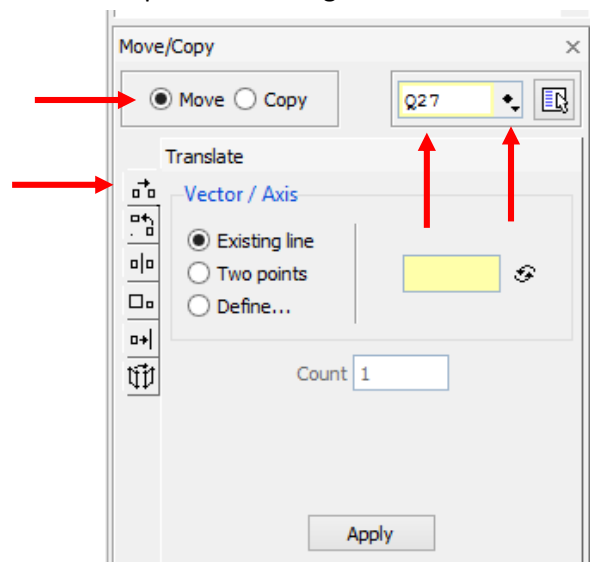 Move/Copy
Move Copy Q27
Translate
Vector / Axis
Existing line
Two points
Define...
Count 1
Apply